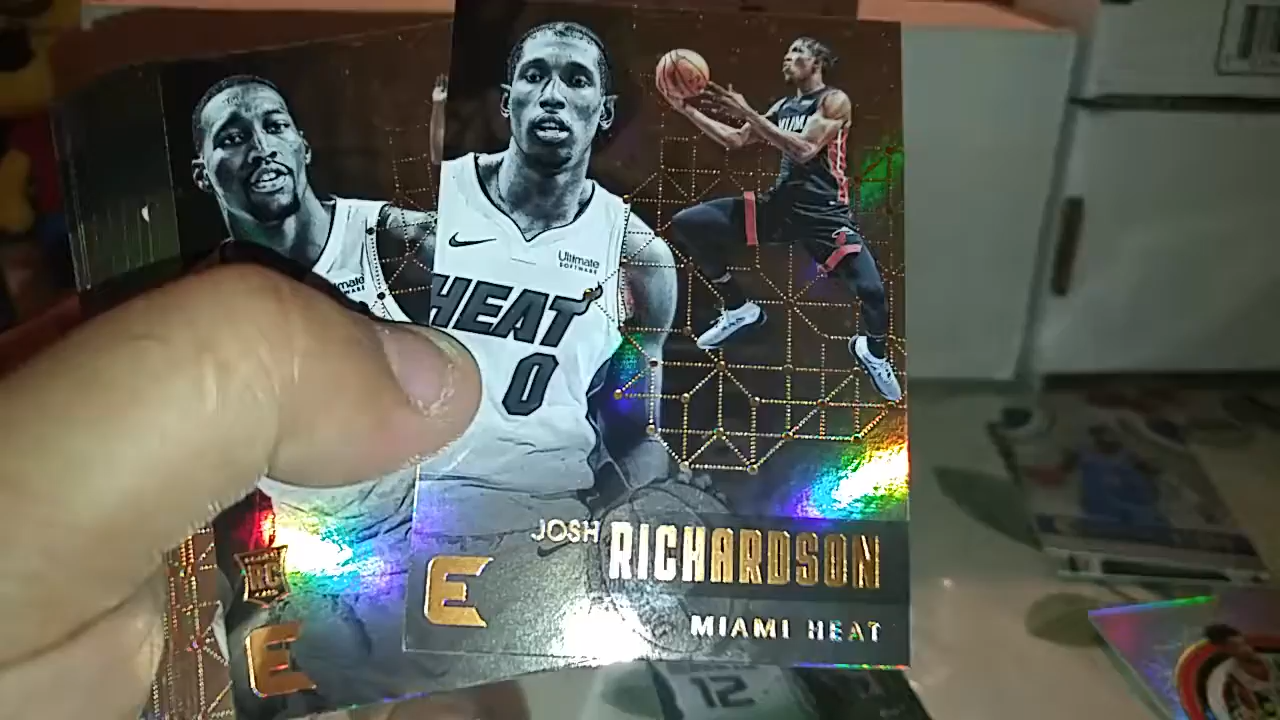 Ultimate
SOFTWARE
HEAT
0
JOSH RICHARDSON
MIAMI HEAT
E
RC
E
12